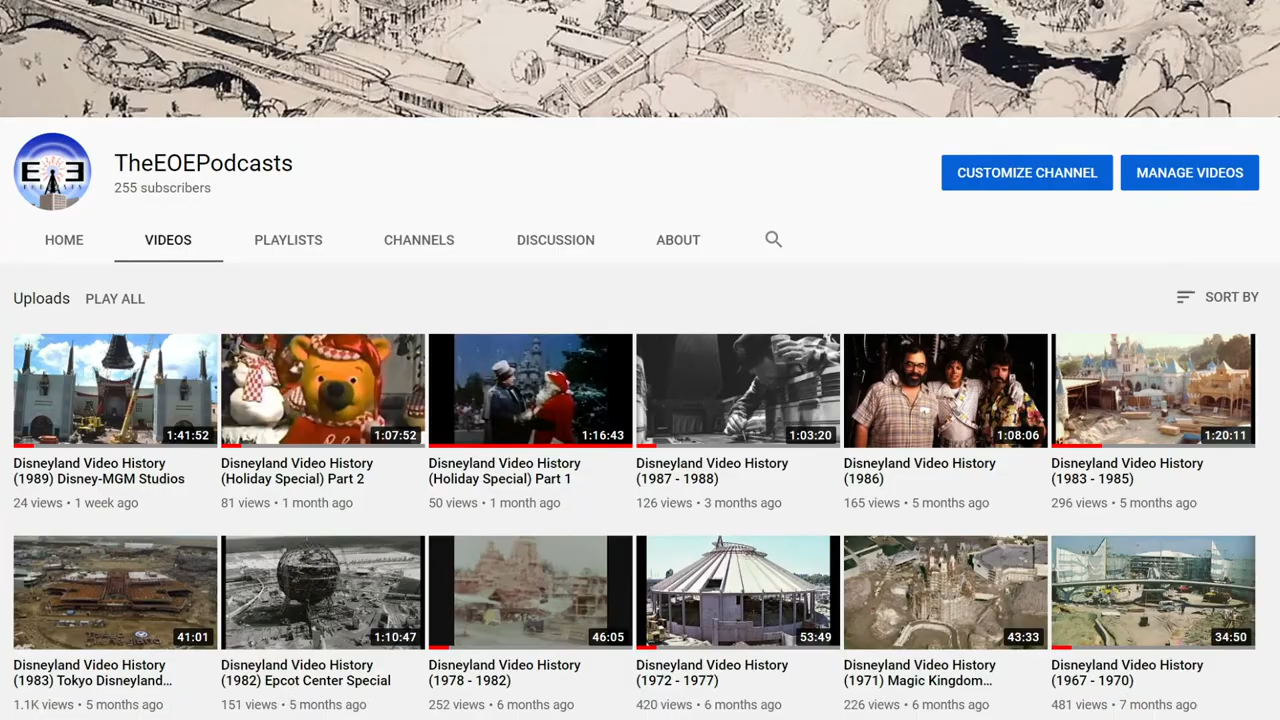 TheEOEPodcasts
255 subscribers
CUSTOMIZE CHANNEL
MANAGE VIDEOS
HOME
VIDEOS
PLAYLISTS
CHANNELS
DISCUSSION
ABOUT
Uploads
PLAY ALL
SORT BY
1:41:52
1:07:52
1:16:43
1:03:20
1:08:06
1:20:11
Disneyland Video History
(1989) Disney-MGM Studios
24 views • 1 week ago
Disneyland Video History
(Holiday Special) Part 2
81 views • 1 month ago
Disneyland Video History
(Holiday Special) Part 1
50 views • 1 month ago
Disneyland Video History
(1987 - 1988)
126 views • 3 months ago
Disneyland Video History
(1986)
165 views • 5 months ago
Disneyland Video History
(1983 - 1985)
296 views • 5 months ago
41:01
1:10:47
46:05
53:49
43:33
34:50
Disneyland Video History
(1983) Tokyo Disneyland...
1.1K views • 5 months ago
Disneyland Video History
(1982) Epcot Center Special
151 views • 5 months ago
Disneyland Video History
(1978 - 1982)
252 views • 6 months ago
Disneyland Video History
(1972 - 1977)
420 views • 6 months ago
Disneyland Video History
(1971) Magic Kingdom...
226 views • 6 months ago
Disneyland Video History
(1967 - 1970)
481 views • 7 months ago